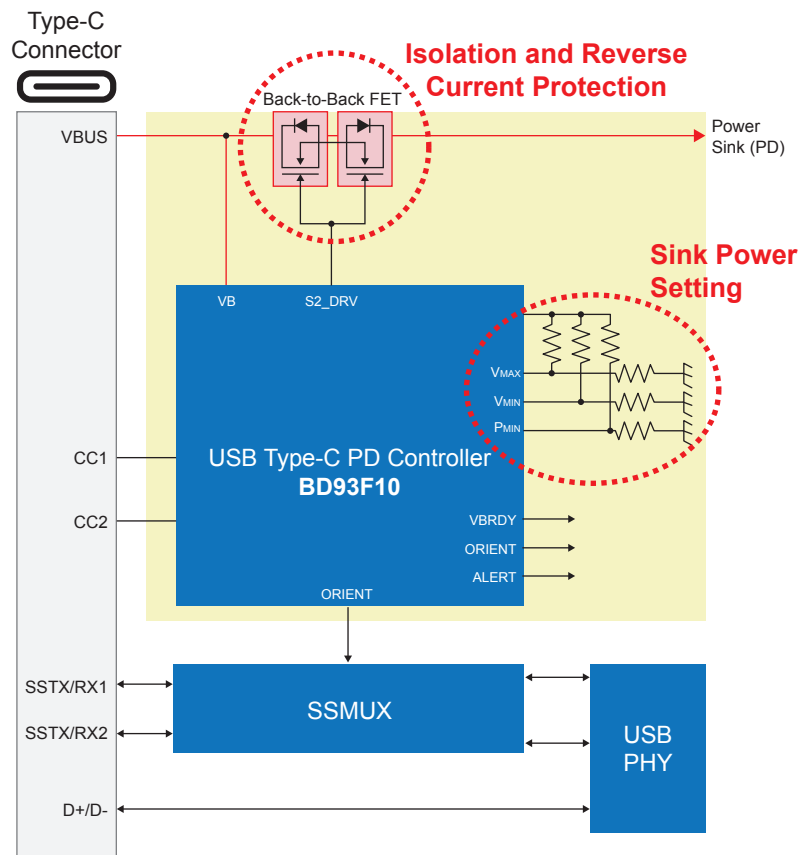 Type-C
Connector
Isolation and Reverse
Current Protection
Back-to-Back FET
VBUS
Power
Sink (PD)
Sink Power
Setting
VB
S2_DRV
VMAX
VMIN
PMIN
CC1
USB Type-C PD Controller
BD93F10
CC2
VBRDY
ORIENT
ALERT
ORIENT
SSTX/RX1
SSMUX
SSTX/RX2
USB
PHY
D+/D-